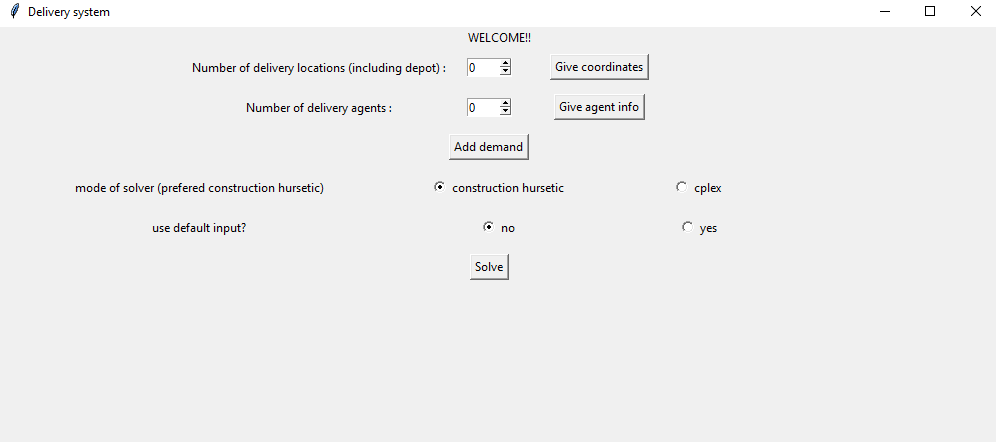 Delivery system
WELCOME!!
Number of delivery locations (including depot) : 0 Give coordinates
Number of delivery agents : 0 Give agent info
Add demand
mode of solver (prefered construction hursetic) construction hursetic cplex
use default input? no yes
Solve